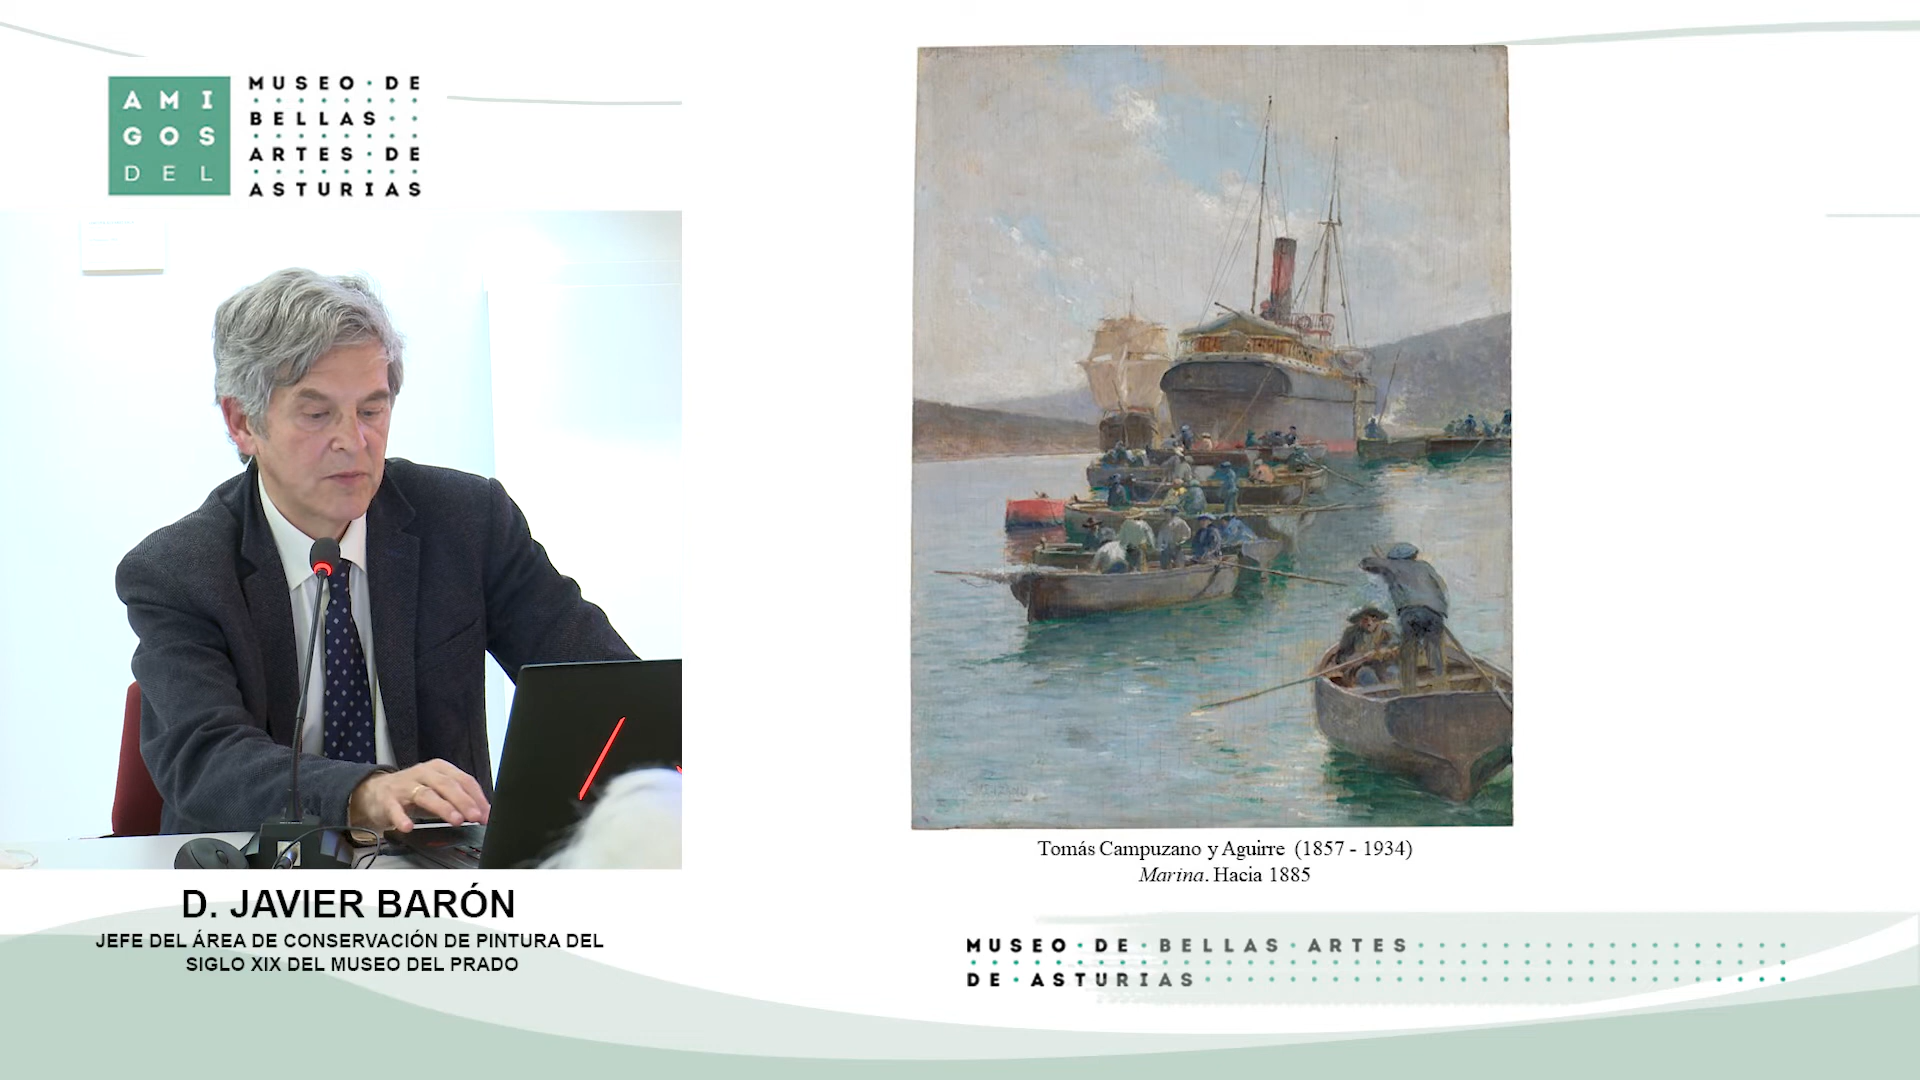 AMI
GOS
DEL
MUSEO · DE
BELLAS
ARTES · DE
ASTURIAS
D. JAVIER BARÓN
JEFE DEL ÁREA DE CONSERVACIÓN DE PINTURA DEL
SIGLO XIX DEL MUSEO DEL PRADO
Tomás Campuzano y Aguirre (1857 - 1934)
Marina. Hacia 1885
MUSEO · DE · BELLAS · ARTES
DE · ASTURIAS